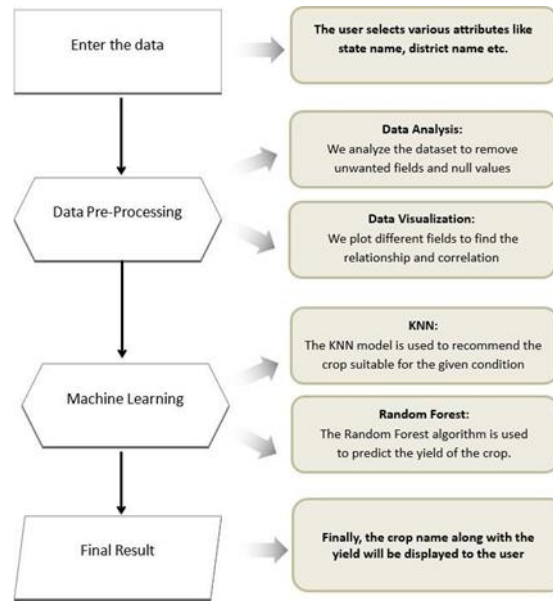 Enter the data
The user selects various attributes like
state name, district name etc.
Data Pre-Processing
Data Analysis:
We analyze the dataset to remove
unwanted fields and null values
Data Visualization:
We plot different fields to find the
relationship and correlation
Machine Learning
KNN:
The KNN model is used to recommend the
crop suitable for the given condition
Random Forest:
The Random Forest algorithm is used
to predict the yield of the crop.
Final Result
Finally, the crop name along with the
yield will be displayed to the user